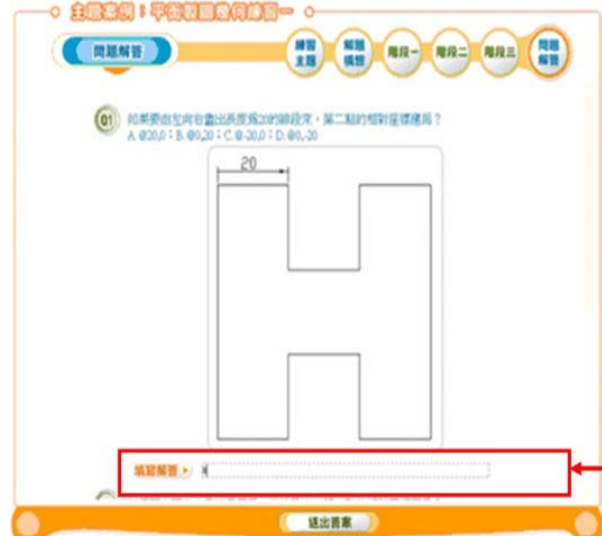 主題案例：平面製圖幾何練習一
問題解答
練習主題
解題構想
階段一
階段二
階段三
問題解答
Q1
如果要由左向右畫出長度為20的線段來，第二點的相對座標應為？
A. @20,0；B. @0,20；C. @-20,0；D. @0,-20
20
填寫解答
送出答案